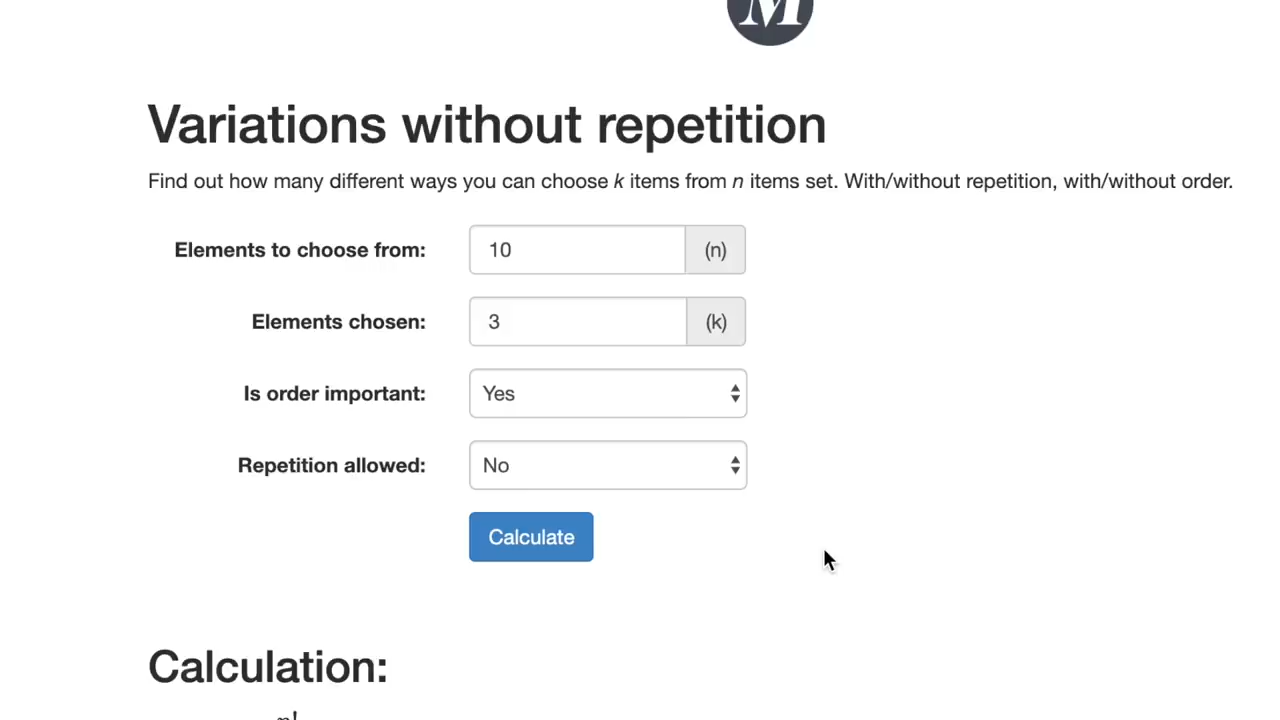 M
Variations without repetition
Find out how many different ways you can choose k items from n items set. With/without repetition, with/without order.
Elements to choose from: 10 (n)
Elements chosen: 3 (k)
Is order important: Yes
Repetition allowed: No
Calculate
Calculation: